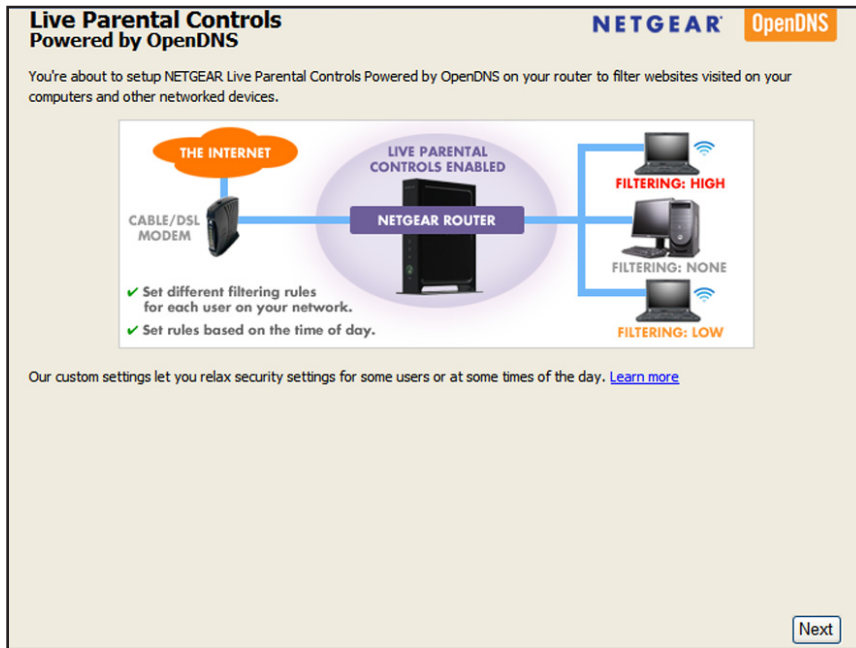 Live Parental Controls
Powered by OpenDNS
NETGEAR
OpenDNS
You're about to setup NETGEAR Live Parental Controls Powered by OpenDNS on your router to filter websites visited on your
computers and other networked devices.
THE INTERNET
CABLE/DSL
MODEM
LIVE PARENTAL
CONTROLS ENABLED
NETGEAR ROUTER
FILTERING: HIGH
FILTERING: NONE
FILTERING: LOW
✓ Set different filtering rules
for each user on your network.
✓ Set rules based on the time of day.
Our custom settings let you relax security settings for some users or at some times of the day. Learn more
Next